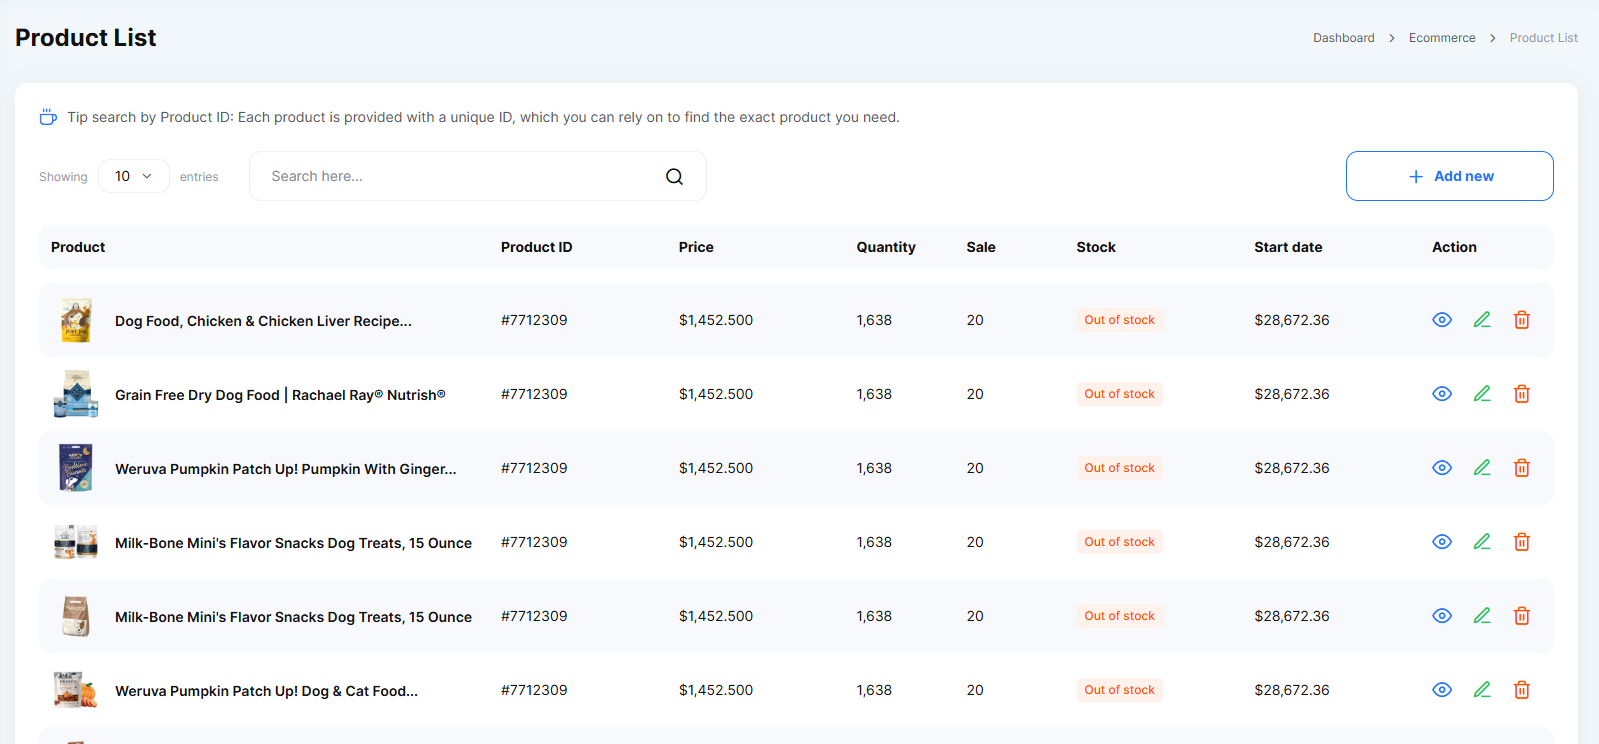 Product List
Dashboard > Ecommerce > Product List
Tip search by Product ID: Each product is provided with a unique ID, which you can rely on to find the exact product you need.
Showing 10 entries Search here... + Add new
Product Product ID Price Quantity Sale Stock Start date Action
Dog Food, Chicken & Chicken Liver Recipe... #7712309 $1,452.500 1,638 20 Out of stock $28,672.36
Grain Free Dry Dog Food | Rachael Ray® Nutrish® #7712309 $1,452.500 1,638 20 Out of stock $28,672.36
Weruva Pumpkin Patch Up! Pumpkin With Ginger... #7712309 $1,452.500 1,638 20 Out of stock $28,672.36
Milk-Bone Mini's Flavor Snacks Dog Treats, 15 Ounce #7712309 $1,452.500 1,638 20 Out of stock $28,672.36
Milk-Bone Mini's Flavor Snacks Dog Treats, 15 Ounce #7712309 $1,452.500 1,638 20 Out of stock $28,672.36
Weruva Pumpkin Patch Up! Dog & Cat Food... #7712309 $1,452.500 1,638 20 Out of stock $28,672.36